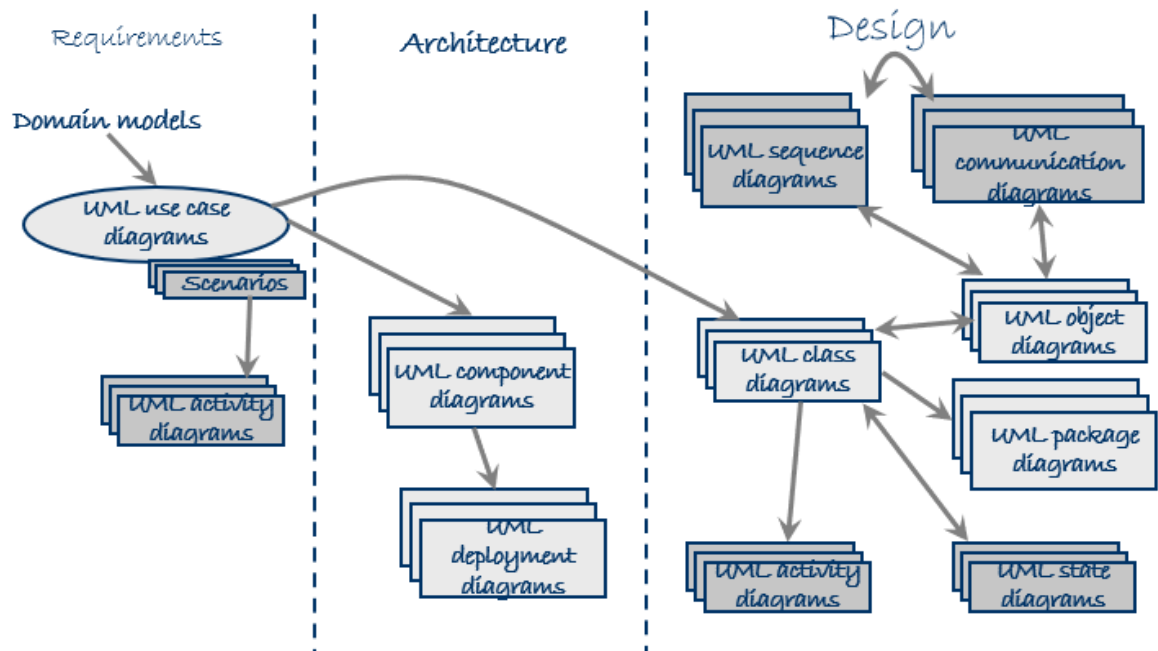 Requirements
Architecture
Design
Domain models
UML use case
diagrams
Scenarios
UML activity
diagrams
UML component
diagrams
UML
deployment
diagrams
UML sequence
diagrams
UML
communication
diagrams
UML object
diagrams
UML class
diagrams
UML package
diagrams
UML activity
diagrams
UML state
diagrams